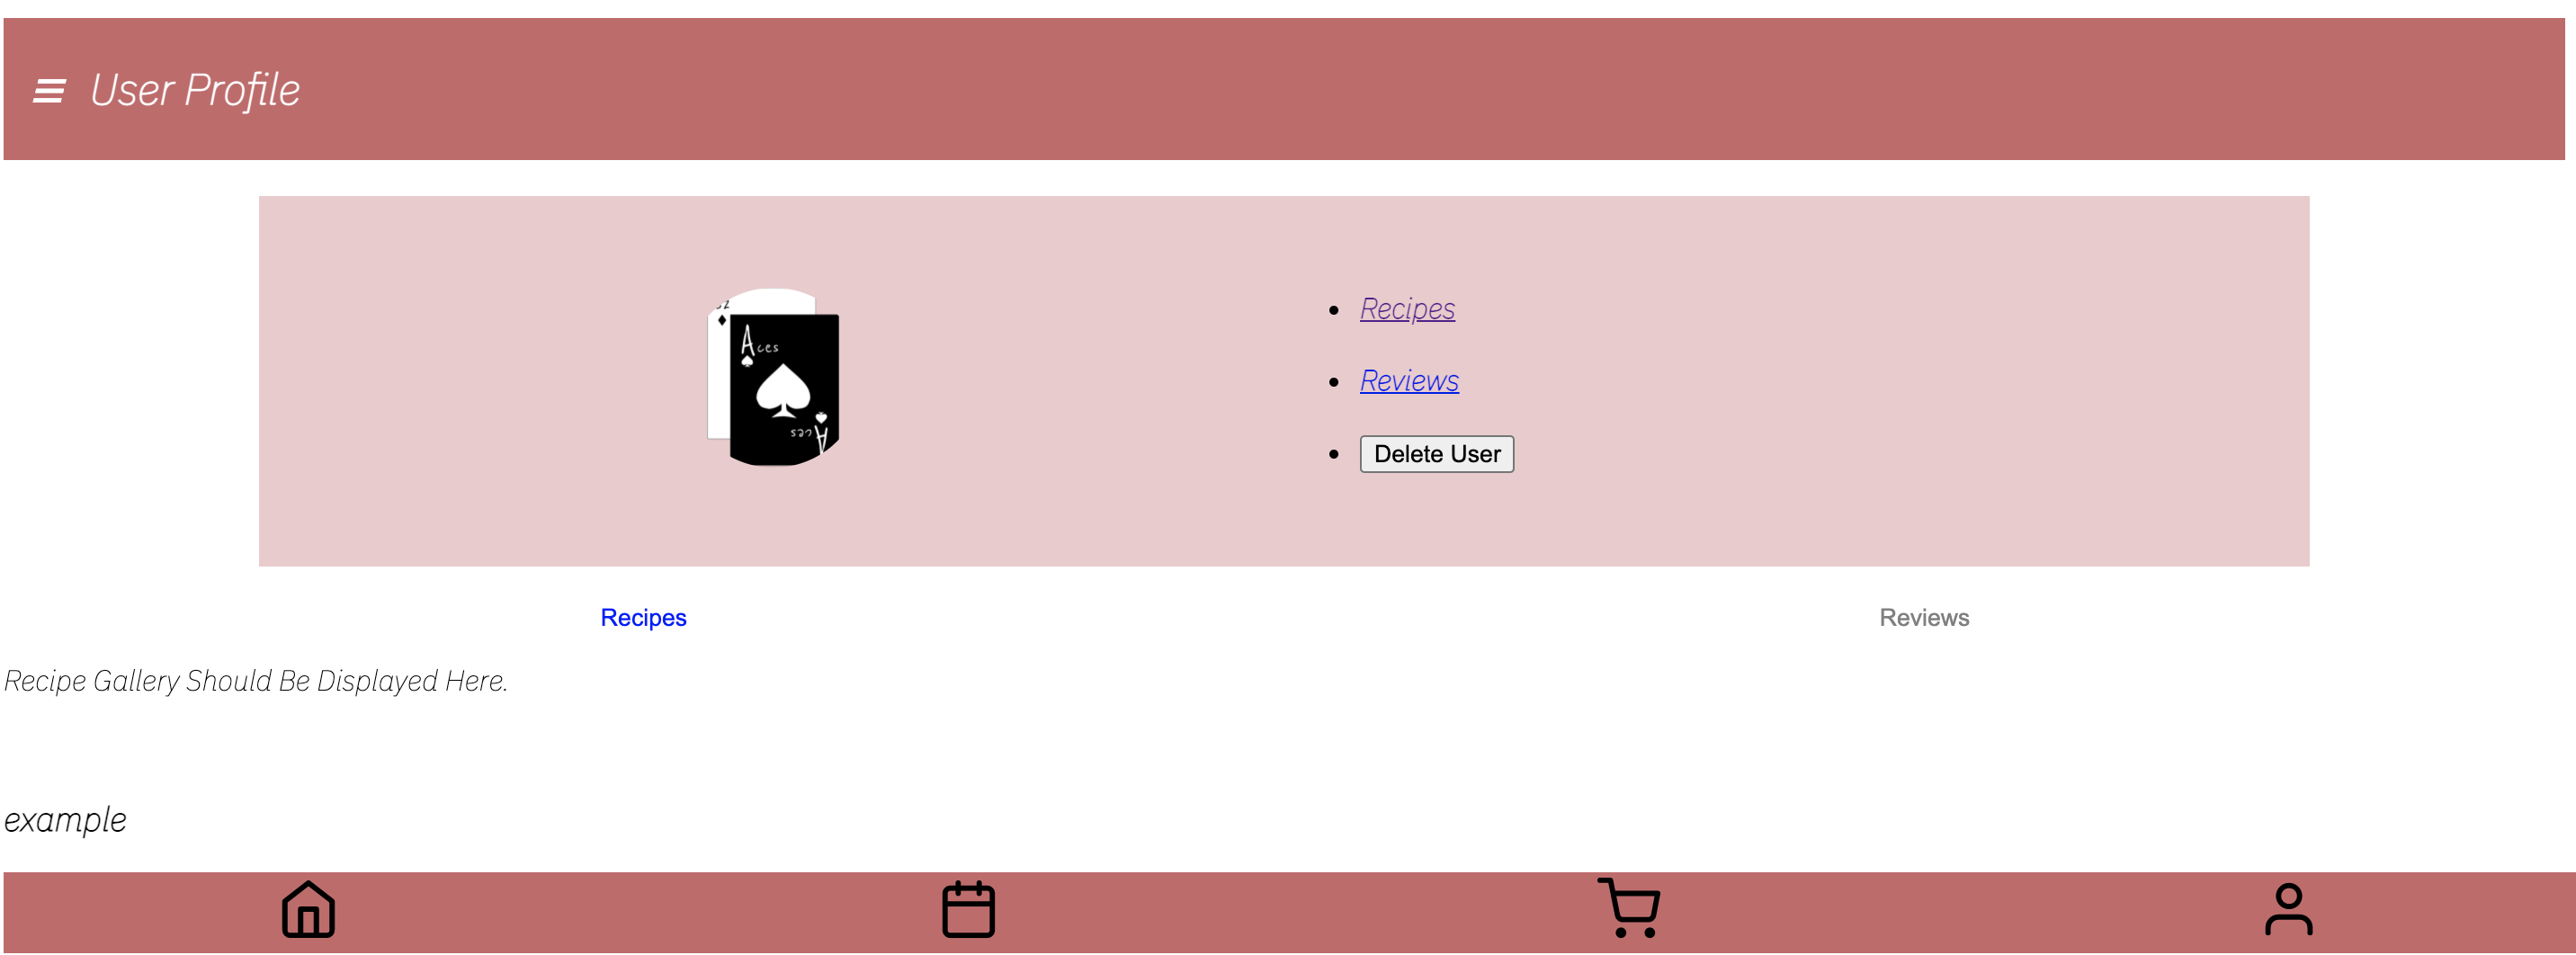 User Profile
Recipes
Reviews
Delete User
Aces
Aces
Recipes
Reviews
Recipe Gallery Should Be Displayed Here.
example